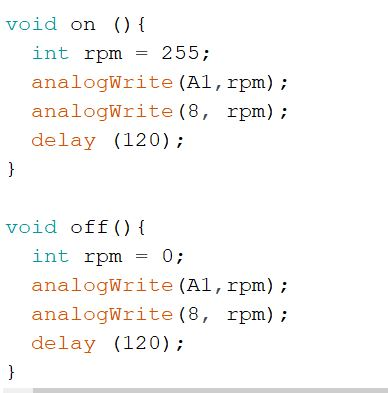 void on (){
int rpm = 255;
analogWrite(A1,rpm);
analogWrite(8, rpm);
delay (120);
}
void off(){
int rpm = 0;
analogWrite(A1,rpm);
analogWrite(8, rpm);
delay (120);
}